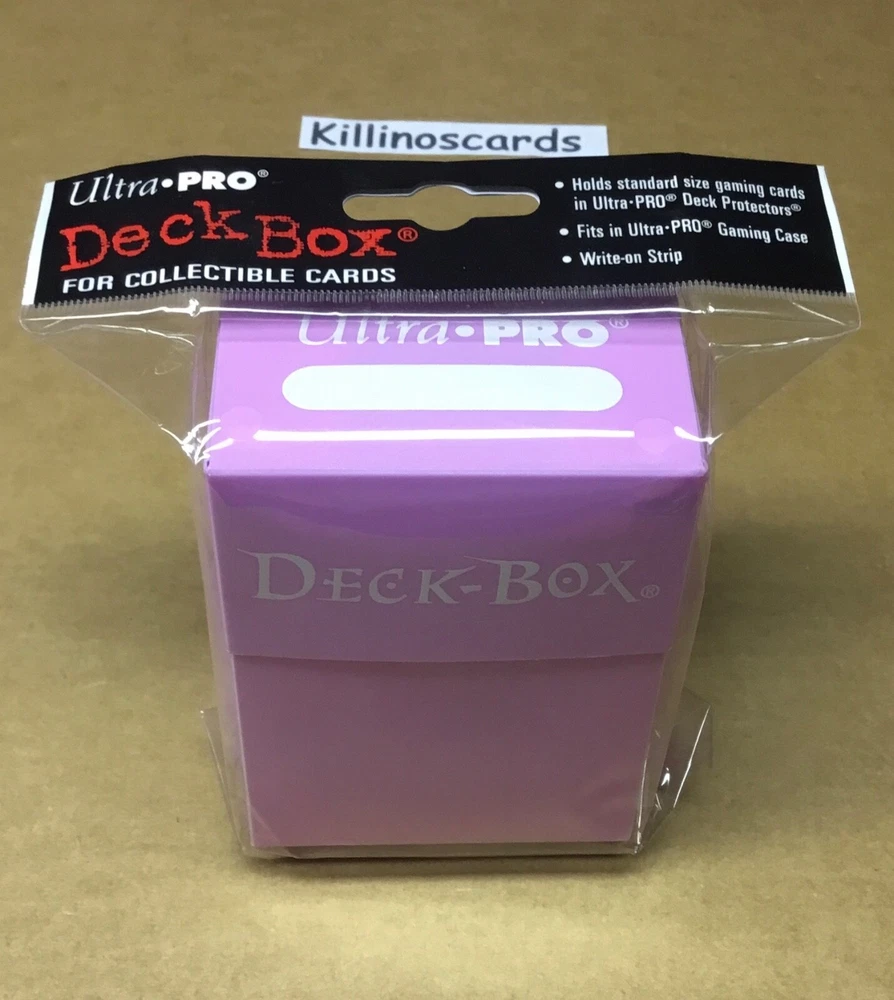 Killinoscards
Ultra•PRO®
Deck Box®
FOR COLLECTIBLE CARDS
• Holds standard size gaming cards
in Ultra•PRO® Deck Protectors®
• Fits in Ultra•PRO® Gaming Case
• Write-on Strip
Ultra•PRO®
DECK-BOX®